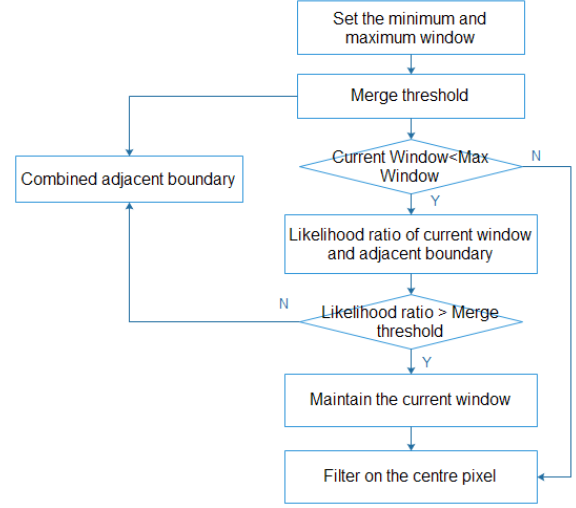 Set the minimum and
maximum window
Merge threshold
Current Window<Max
Window
N
Combined adjacent boundary
Y
Likelihood ratio of current window
and adjacent boundary
N
Likelihood ratio > Merge
threshold
Y
Maintain the current window
Filter on the centre pixel